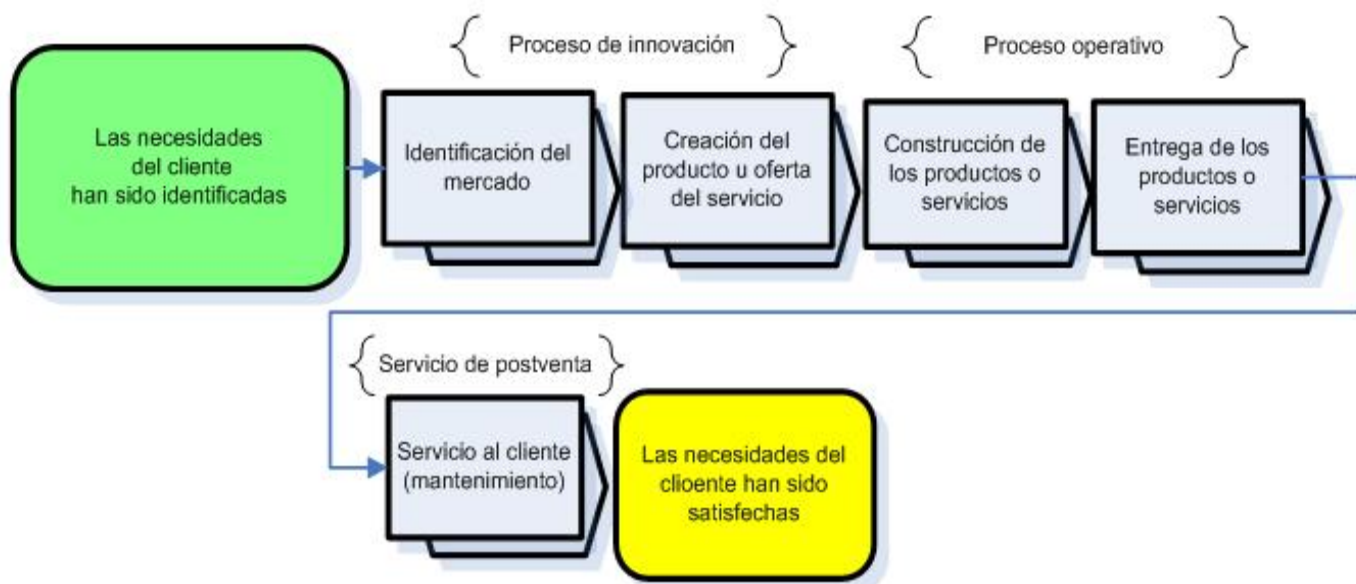 Proceso de innovación
Proceso operativo
Las necesidades
del cliente
han sido identificadas
Identificación del
mercado
Creación del
producto u oferta
del servicio
Construcción de
los productos o
servicios
Entrega de los
productos o
servicios
Servicio de postventa
Servicio al cliente
(mantenimiento)
Las necesidades del
clioente han sido
satisfechas